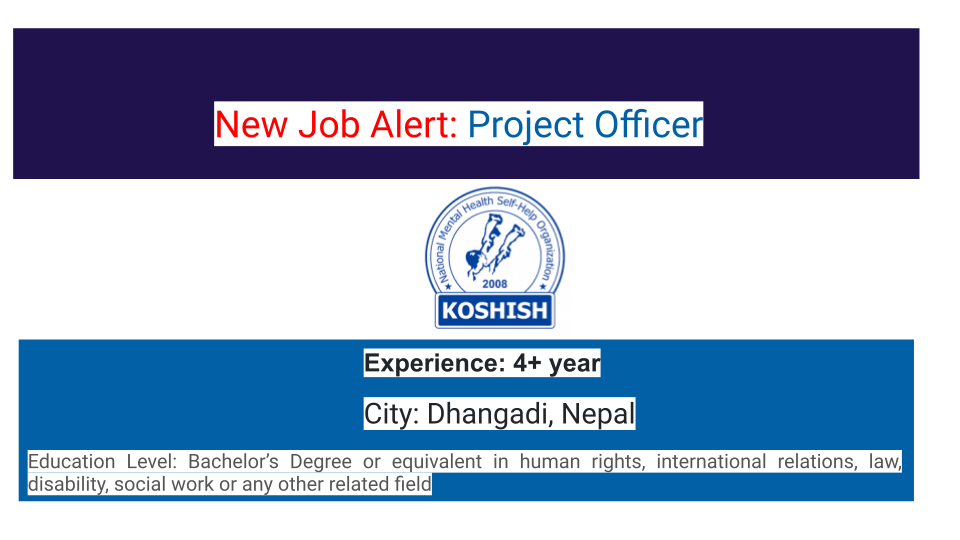 New Job Alert: Project Officer
National Mental Health Self-Help Organization
2008
KOSHISH
Experience: 4+ year
City: Dhangadi, Nepal
Education Level: Bachelor’s Degree or equivalent in human rights, international relations, law,
disability, social work or any other related field